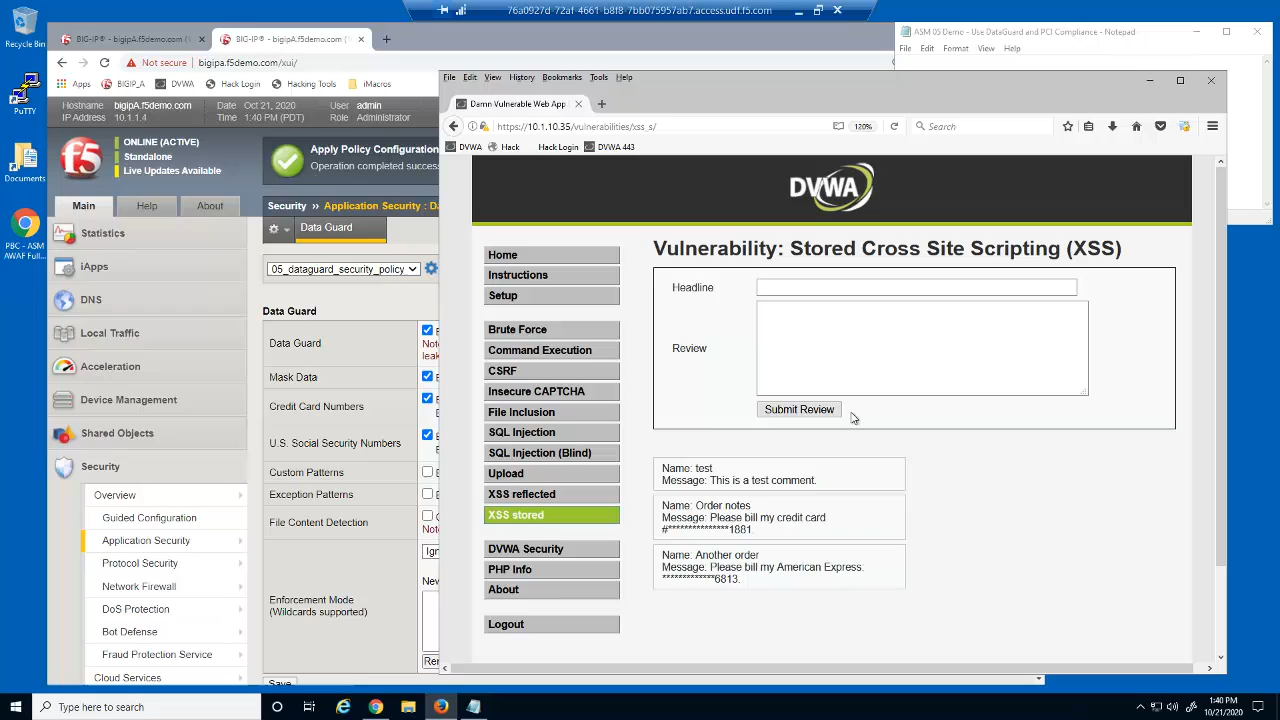 76a0927d-72af-4661-b8f8-7bb075957ab7.access.udf.f5.com
Recycle Bin
PuTTY
Documents
PBC - ASM
AWAF Full...
BIG-IP® - bigipA.f5demo.com (
BIG-IP® - bigipA.f5demo.com (
Not secure
bigipa.f5demo.com/xui/
Apps
BIGIP_A
DVWA
Hack Login
Hacking Tools
iMacros
Hostname bigipA.f5demo.com
IP Address 10.1.1.4
Date Oct 21, 2020
Time 1:40 PM (PDT)
User admin
Role Administrator
f5
ONLINE (ACTIVE)
Standalone
Live Updates Available
Apply Policy Configuration
Operation completed succes
Main
Help
About
Security ›› Application Security : D
Data Guard
05_dataguard_security_policy
Statistics
iApps
DNS
Local Traffic
Acceleration
Device Management
Shared Objects
Security
Overview
Guided Configuration
Application Security
Protocol Security
Network Firewall
DoS Protection
Bot Defense
Fraud Protection Service
Cloud Services
Data Guard
Data Guard
Mask Data
Credit Card Numbers
U.S. Social Security Numbers
Custom Patterns
Exception Patterns
File Content Detection
Enforcement Mode
(Wildcards supported)
Not
leak
Not
Ign
New
Rer
Save
ASM 05 Demo - Use DataGuard and PCI Compliance - Notepad
File Edit Format View Help
File Edit View History Bookmarks Tools Help
Damn Vulnerable Web App
https://10.1.10.35/vulnerabilities/xss_s/
120%
Search
DVWA
Hack
Hack Login
DVWA 443
DVWA
Home
Instructions
Setup
Brute Force
Command Execution
CSRF
Insecure CAPTCHA
File Inclusion
SQL Injection
SQL Injection (Blind)
Upload
XSS reflected
XSS stored
DVWA Security
PHP Info
About
Logout
Vulnerability: Stored Cross Site Scripting (XSS)
Headline
Review
Submit Review
Name: test
Message: This is a test comment.
Name: Order notes
Message: Please bill my credit card
#***************1881.
Name: Another order
Message: Please bill my American Express:
*************6813.
Type here to search
1:40 PM
10/21/2020